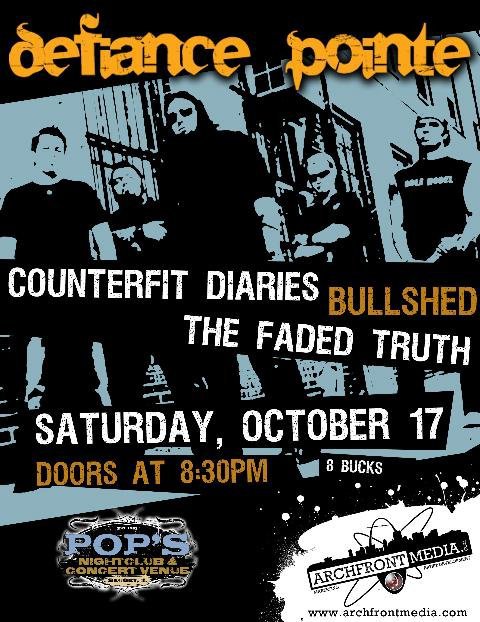 defiance pointe
COUNTERFIT DIARIES
BULLSHED
THE FADED TRUTH
SATURDAY, OCTOBER 17
DOORS AT 8:30PM
8 BUCKS
POP'S
NIGHTCLUB &
CONCERT VENUE
ARCHFRONT MEDIA
www.archfrontmedia.com